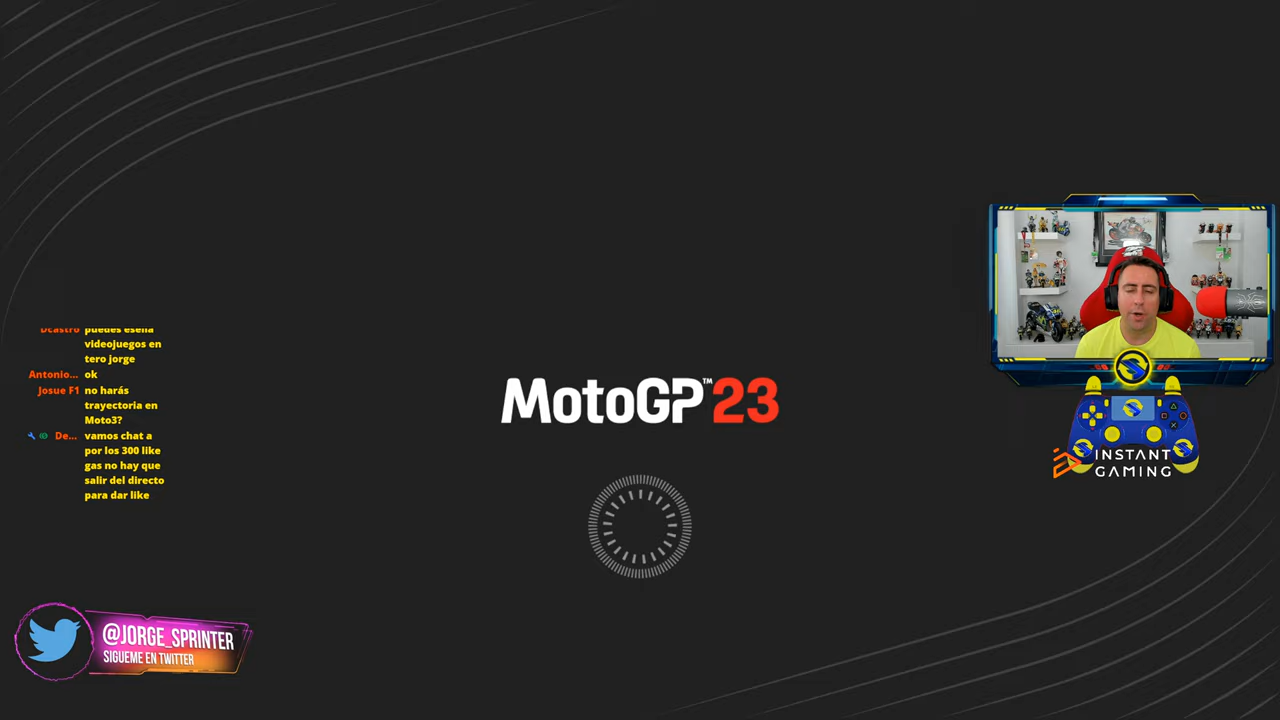 Dcastro puedes
videojuegos en
tero jorge
Antonio... ok
Josue F1 no harás
trayectoria en
Moto3?
De... vamos chat a
por los 300 like
gas no hay que
salir del directo
para dar like
MotoGP™23
INSTANT
GAMING
@JORGE_SPRINTER
SIGUEME EN TWITTER